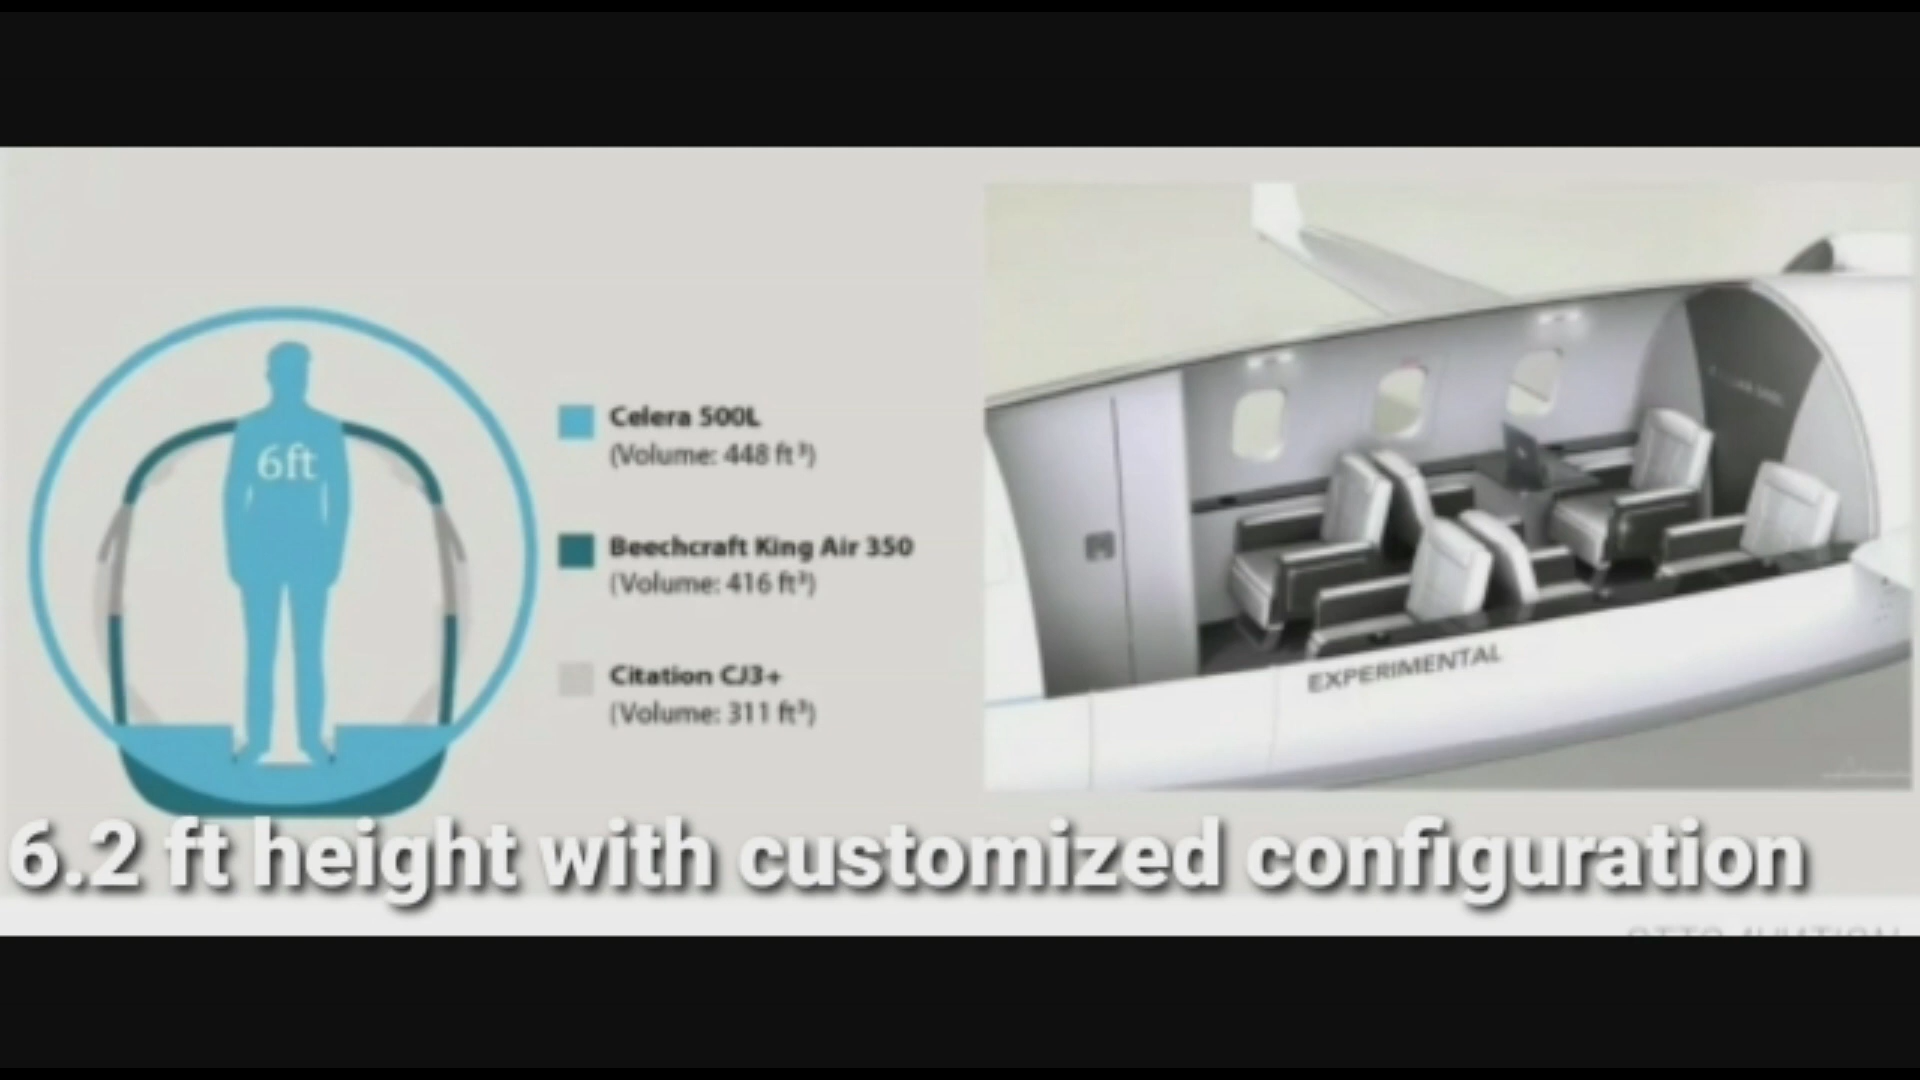 6ft
Celera 500L
(Volume: 448 ft³)
Beechcraft King Air 350
(Volume: 416 ft³)
Citation CJ3+
(Volume: 311 ft³)
EXPERIMENTAL
6.2 ft height with customized configuration